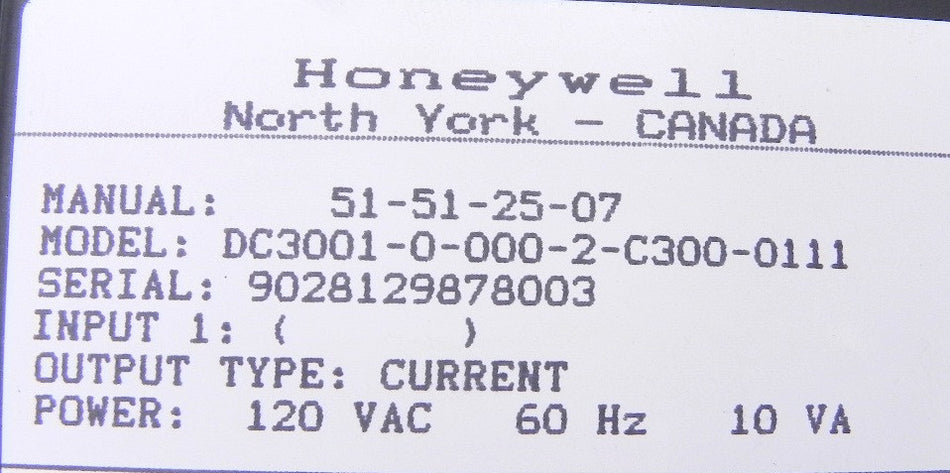 Honeywell
North York - CANADA
MANUAL: 51-51-25-07
MODEL: DC3001-0-000-2-C300-0111
SERIAL: 9028129878003
INPUT 1: ( )
OUTPUT TYPE: CURRENT
POWER: 120 VAC 60 Hz 10 VA